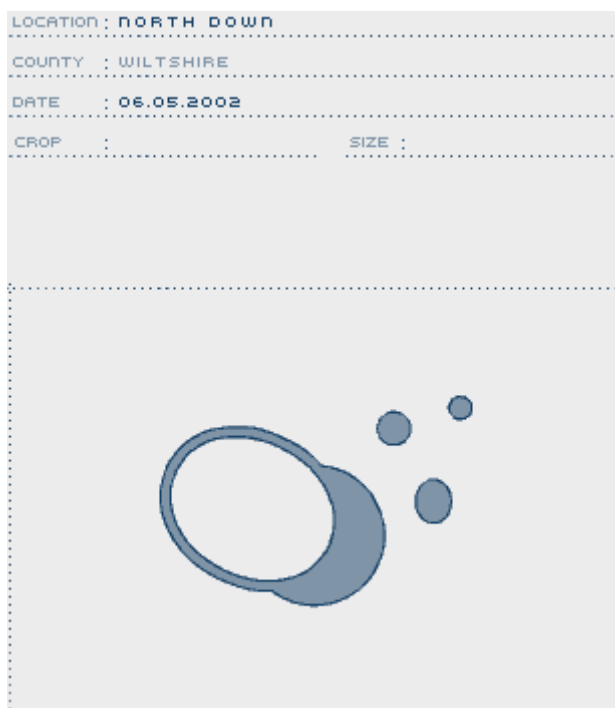 LOCATION : NORTH DOWN
COUNTY : WILTSHIRE
DATE : 06.05.2002
CROP : SIZE :